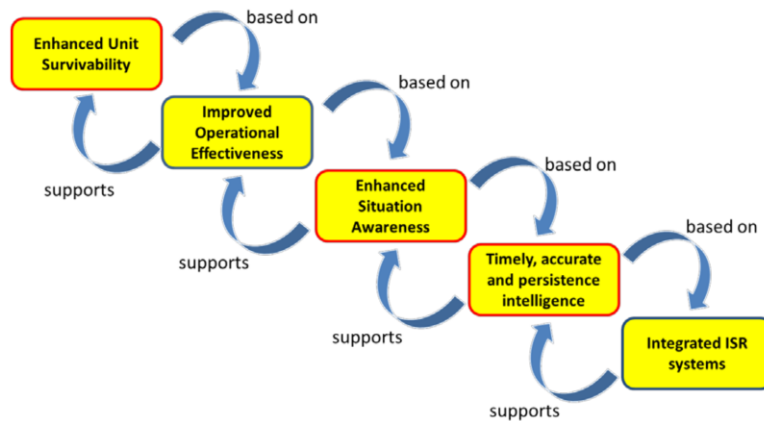 based on
Enhanced Unit
Survivability
based on
Improved
Operational
Effectiveness
supports
based on
Enhanced
Situation
Awareness
supports
based on
Timely, accurate
and persistence
intelligence
supports
Integrated ISR
systems
supports